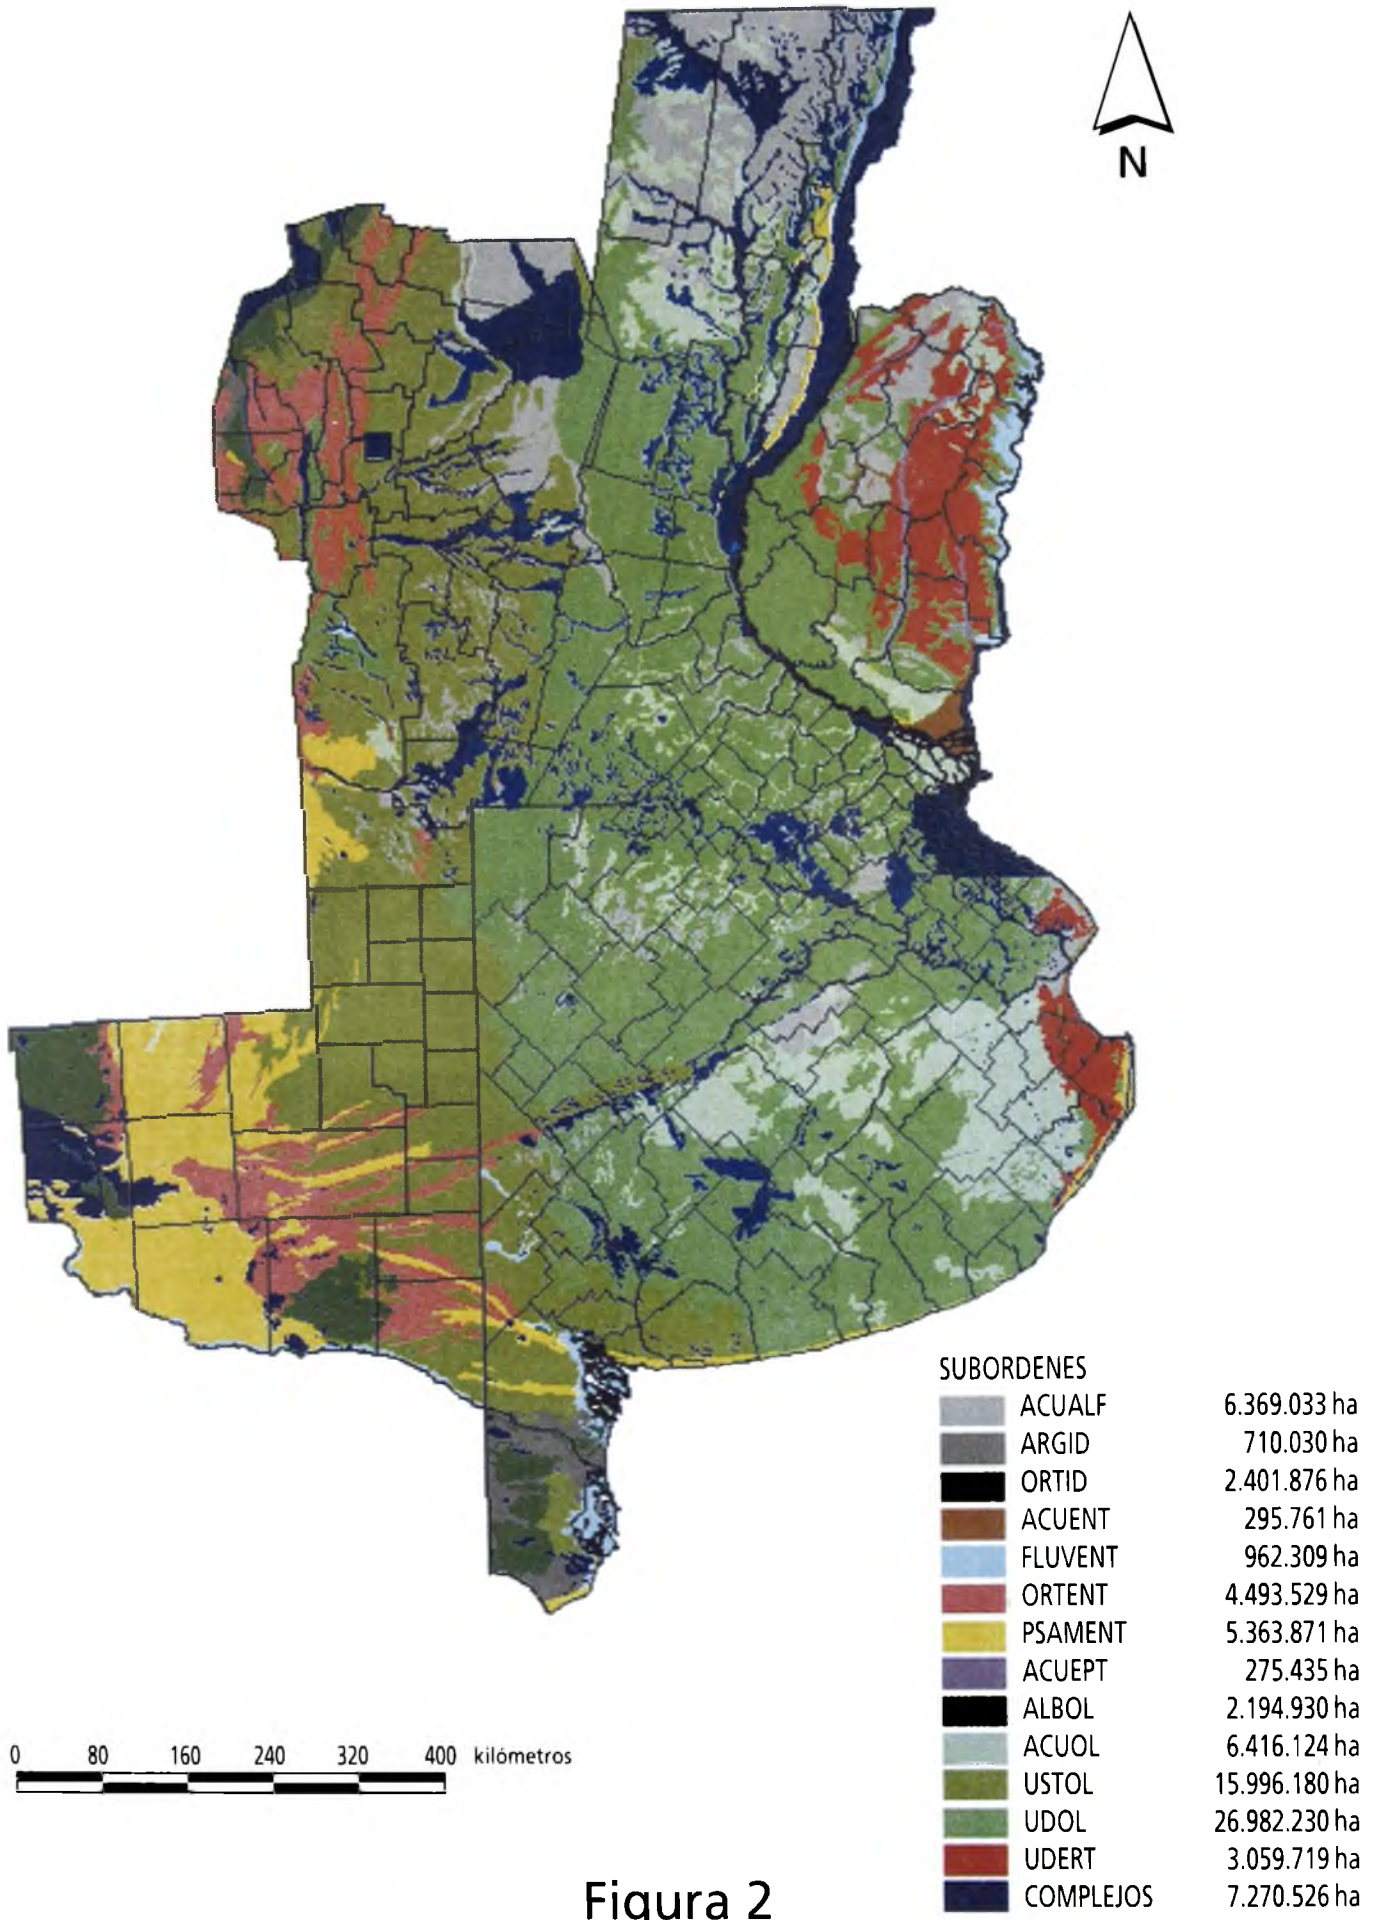 N
SUBORDENES
ACUALF 6.369.033 ha
ARGID 710.030 ha
ORTID 2.401.876 ha
ACUENT 295.761 ha
FLUVENT 962.309 ha
ORTENT 4.493.529 ha
PSAMENT 5.363.871 ha
ACUEPT 275.435 ha
ALBOL 2.194.930 ha
ACUOL 6.416.124 ha
USTOL 15.996.180 ha
UDOL 26.982.230 ha
UDERT 3.059.719 ha
COMPLEJOS 7.270.526 ha
0 80 160 240 320 400 kilómetros
Figura 2